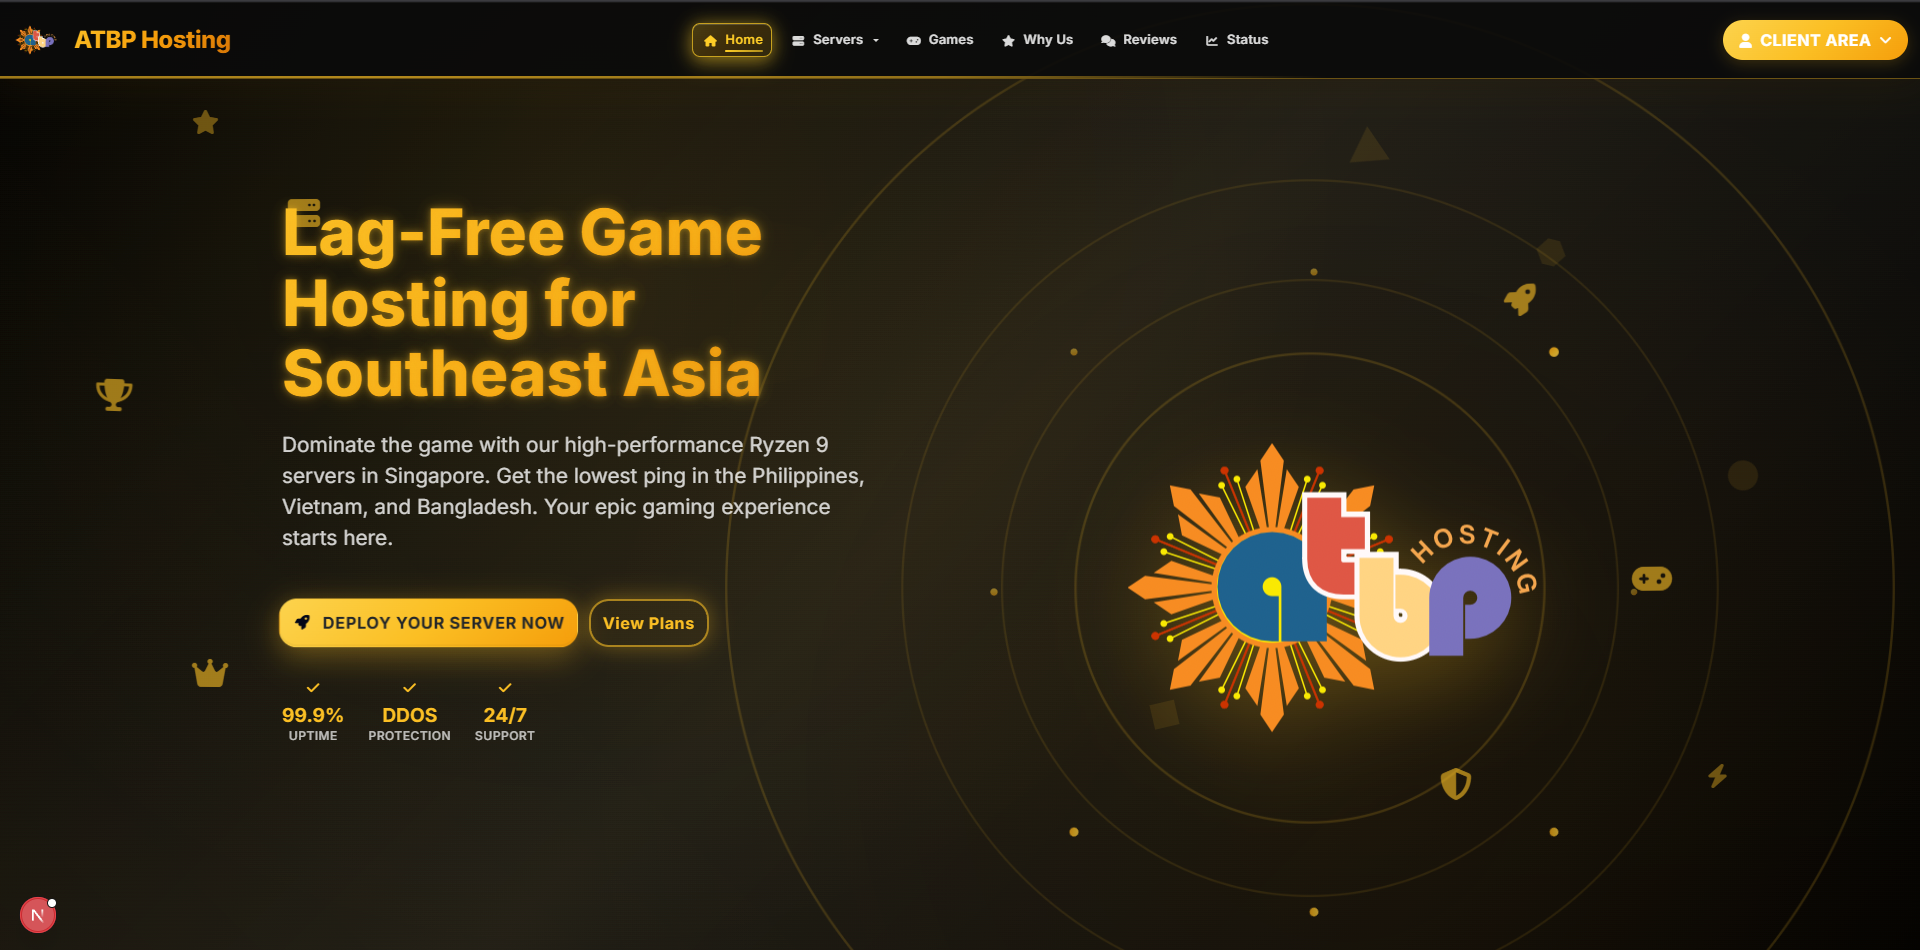 ATBP Hosting
Home
Servers
Games
Why Us
Reviews
Status
CLIENT AREA
Lag-Free Game
Hosting for
Southeast Asia
Dominate the game with our high-performance Ryzen 9
servers in Singapore. Get the lowest ping in the Philippines,
Vietnam, and Bangladesh. Your epic gaming experience
starts here.
DEPLOY YOUR SERVER NOW
View Plans
99.9%
UPTIME
DDOS
PROTECTION
24/7
SUPPORT
atbp
HOSTING
N